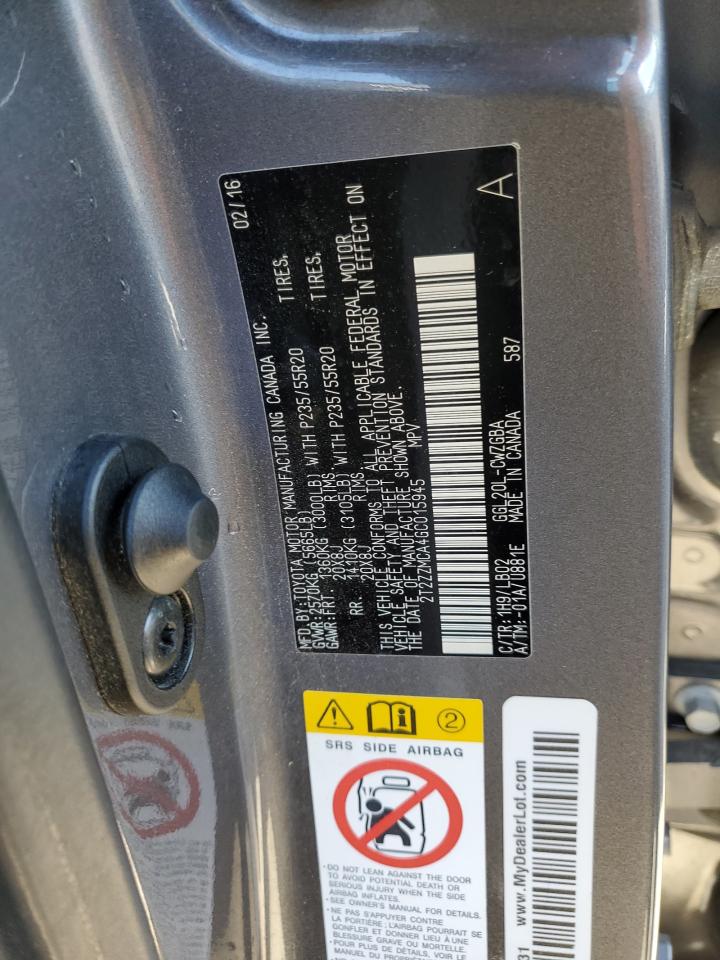 MFD.BY:TOYOTA MOTOR MANUFACTURING CANADA INC. 02/16
GVWR:2570KG (5665LB)
GAWR:FRT. 1368KG (3000LB) WITH P235/55R20 TIRES.
20X8J RIMS
RR. 1410KG (3105LB) WITH P235/55R20 TIRES.
20X8J RIMS
THIS VEHICLE CONFORMS TO ALL APPLICABLE FEDERAL MOTOR
VEHICLE SAFETY AND THEFT PREVENTION STANDARDS IN EFFECT ON
THE DATE OF MANUFACTURE SHOWN ABOVE.
2T2ZZMCA4GC015945 MPV
C/TR:1H9/LB02 GGL20L-CWZGBA 587 A
A/TM:-01A/U881E MADE IN CANADA
2
SRS SIDE AIRBAG
· DO NOT LEAN AGAINST THE DOOR
TO AVOID POTENTIAL DEATH OR
SERIOUS INJURY WHEN THE SIDE
AIRBAG INFLATES.
· SEE OWNER'S MANUAL FOR DETAILS.
· NE PAS S'APPUYER CONTRE
LA PORTIÈRE; L'AIRBAG POURRAIT SE
GONFLER ET DONNER LIEU À UNE
BLESSURE GRAVE OU MORTELLE.
· POUR PLUS DE DÉTAILS, VOIR LE
MANUEL DU
www.MyDealerLot.com
31